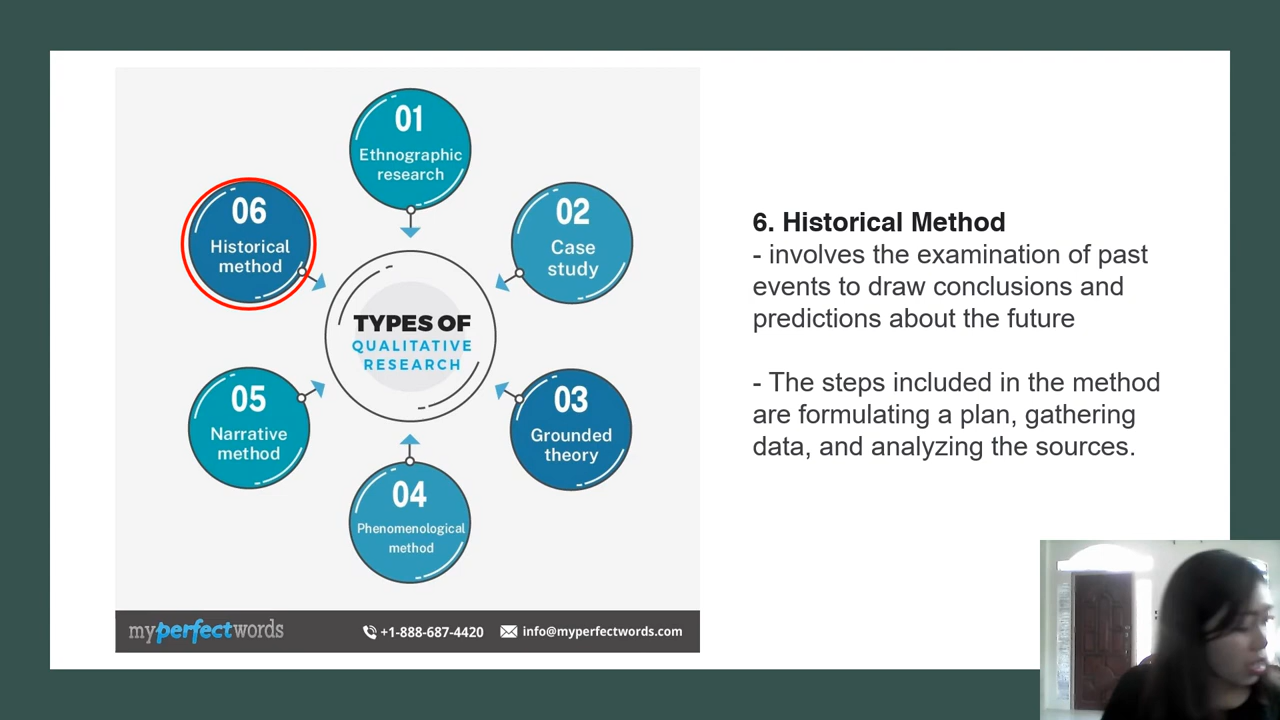 01
Ethnographic
research
02
Case
study
03
Grounded
theory
04
Phenomenological
method
05
Narrative
method
06
Historical
method
TYPES OF
QUALITATIVE
RESEARCH
myperfectwords
+1-888-687-4420
info@myperfectwords.com
6. Historical Method
- involves the examination of past
events to draw conclusions and
predictions about the future
- The steps included in the method
are formulating a plan, gathering
data, and analyzing the sources.